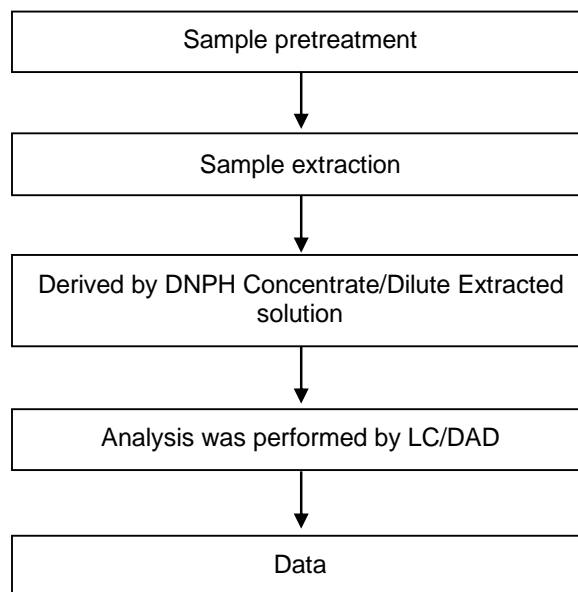 Sample pretreatment
Sample extraction
Derived by DNPH Concentrate/Dilute Extracted
solution
Analysis was performed by LC/DAD
Data